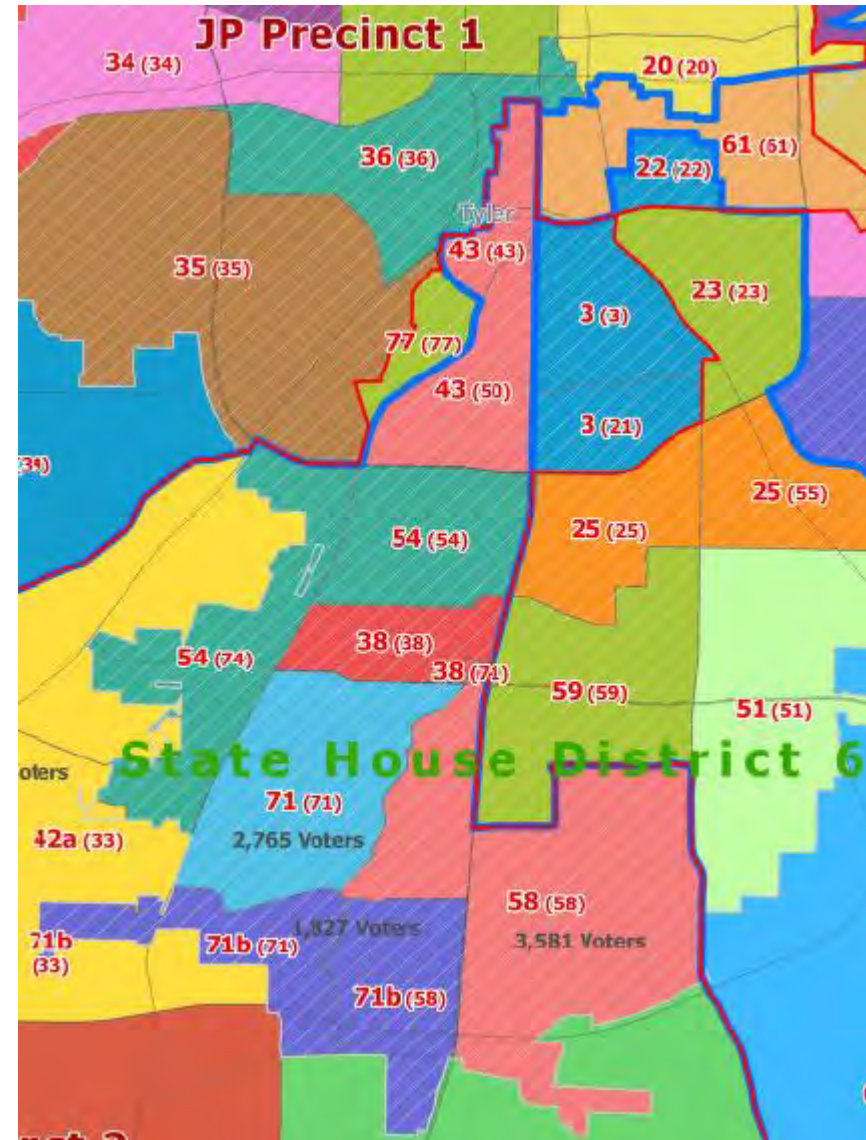 JP Precinct 1
34 (34)
20 (20)
36 (36)
61 (61)
22 (22)
Tyler
43 (43)
35 (35)
23 (23)
3 (3)
77 (77)
43 (50)
3 (21)
25 (55)
25 (25)
54 (54)
38 (38)
54 (74)
38 (71)
59 (59)
51 (51)
State House District 6
oters
71 (71)
2,765 Voters
42a (33)
58 (58)
1,827 Voters
3,581 Voters
71b
(33)
71b (71)
71b (58)